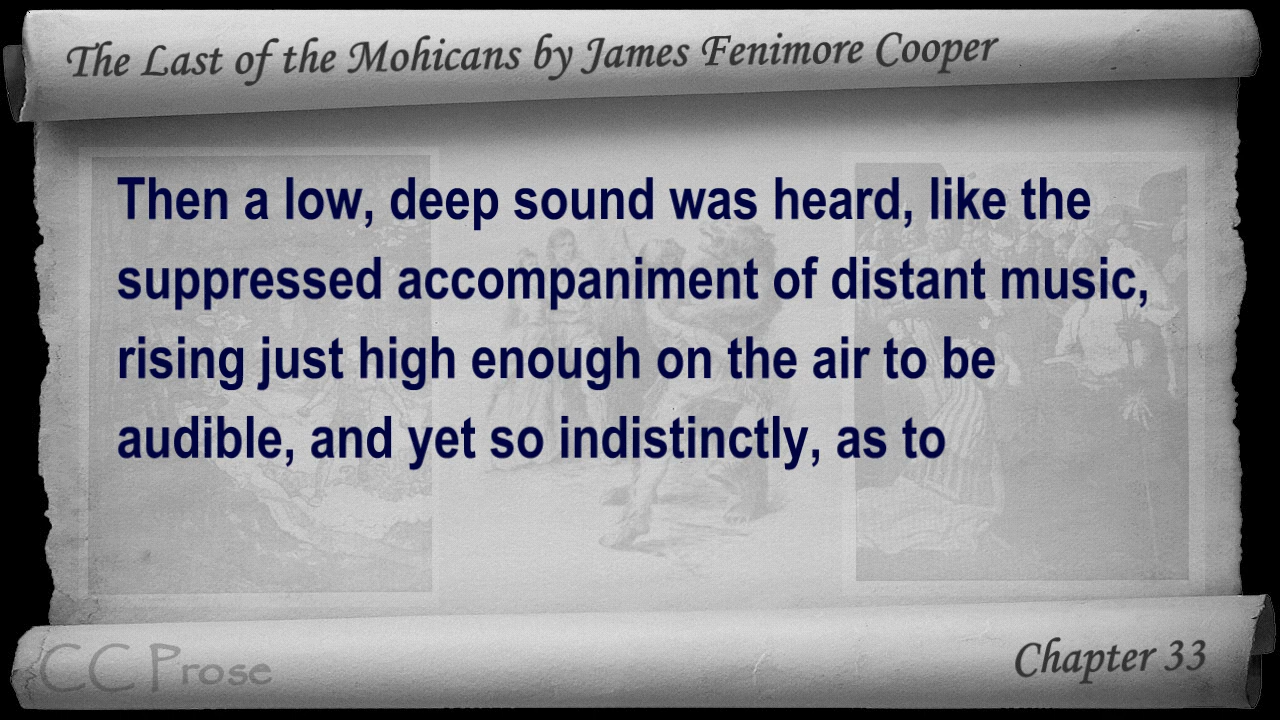 The Last of the Mohicans by James Fenimore Cooper
Then a low, deep sound was heard, like the
suppressed accompaniment of distant music,
rising just high enough on the air to be
audible, and yet so indistinctly, as to
CC Prose
Chapter 33